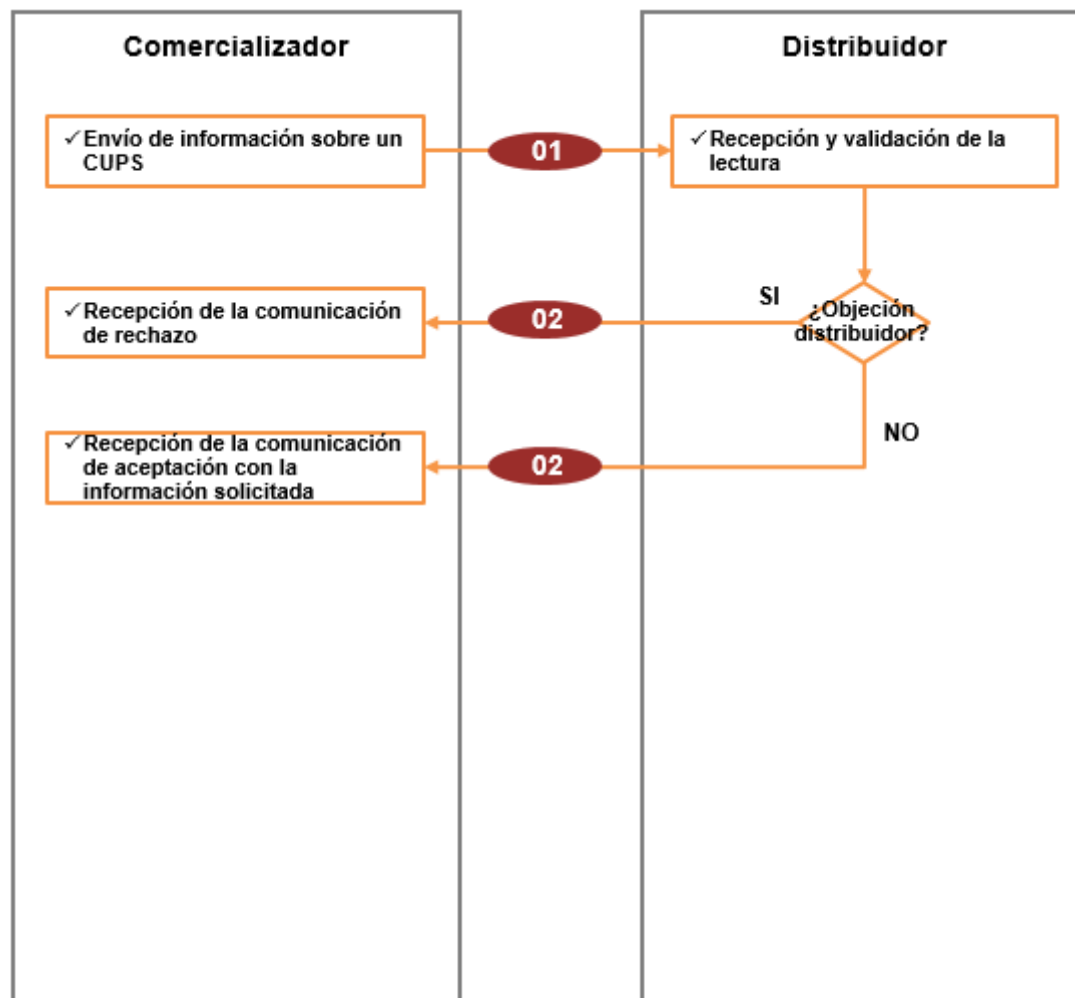 Comercializador
Distribuidor
✓Envío de información sobre un
CUPS
01
✓Recepción y validación de la
lectura
SI
¿Objeción
distribuidor?
✓Recepción de la comunicación
de rechazo
02
NO
✓Recepción de la comunicación
de aceptación con la
información solicitada
02